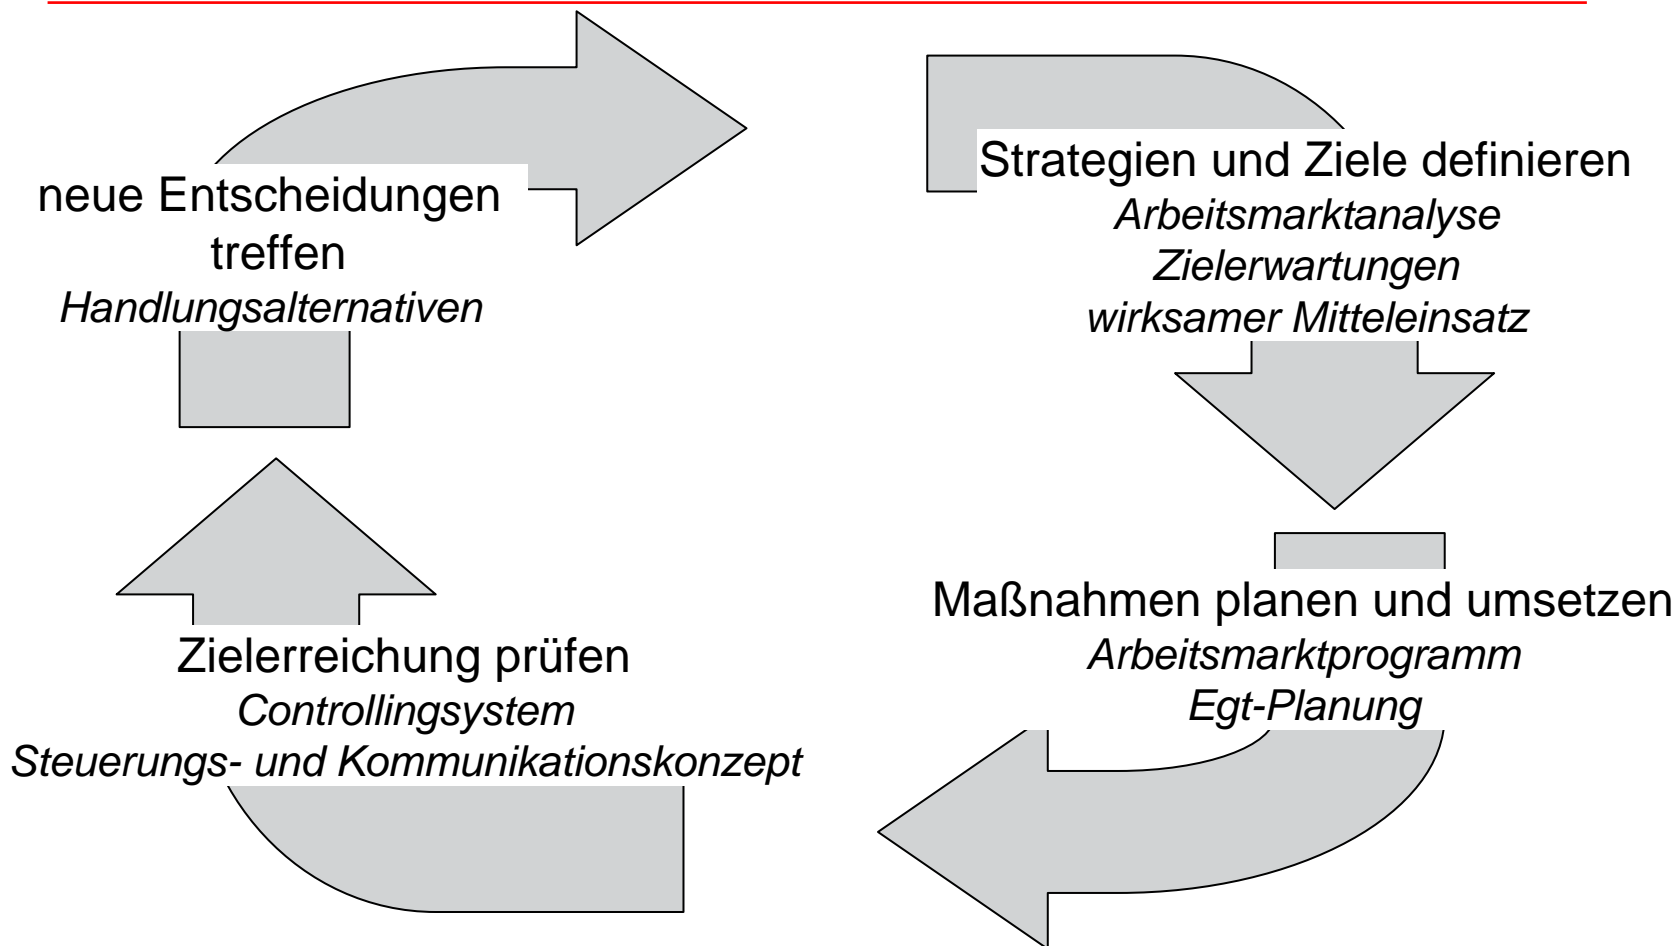 neue Entscheidungen
treffen
Handlungsalternativen
Strategien und Ziele definieren
Arbeitsmarktanalyse
Zielerwartungen
wirksamer Mitteleinsatz
Maßnahmen planen und umsetzen
Arbeitsmarktprogramm
Egt-Planung
Zielerreichung prüfen
Controllingsystem
Steuerungs- und Kommunikationskonzept